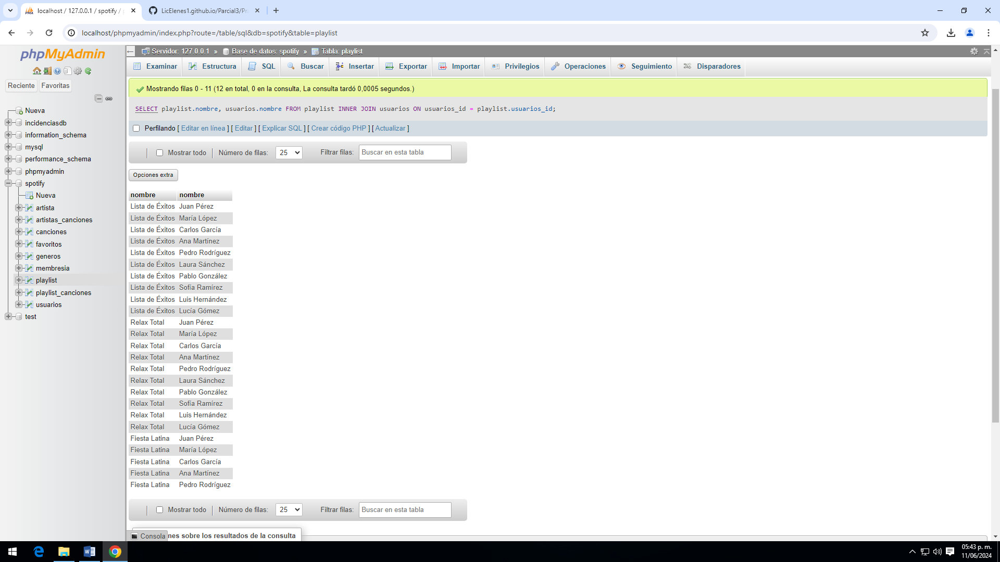 localhost / 127.0.0.1 / spotify /
LicElenes1.github.io/Parcial3/Pr
localhost/phpmyadmin/index.php?route=/table/sql&db=spotify&table=playlist
phpMyAdmin
Reciente
Favoritas
Nueva
incidenciasdb
information_schema
mysql
performance_schema
phpmyadmin
spotify
Nueva
artista
artistas_canciones
canciones
favoritos
generos
membresia
playlist
playlist_canciones
usuarios
test
Servidor: 127.0.0.1 » Base de datos: spotify » Tabla: playlist
Examinar Estructura SQL Buscar Insertar Exportar Importar Privilegios Operaciones Seguimiento Disparadores
Mostrando filas 0 - 11 (12 en total, 0 en la consulta, La consulta tardó 0,0005 segundos.)
SELECT playlist.nombre, usuarios.nombre FROM playlist INNER JOIN usuarios ON usuarios_id = playlist.usuarios_id;
Perfilando [ Editar en línea ] [ Editar ] [ Explicar SQL ] [ Crear código PHP ] [ Actualizar ]
Mostrar todo Número de filas: 25 Filtrar filas: Buscar en esta tabla
Opciones extra
nombre nombre
Lista de Éxitos Juan Pérez
Lista de Éxitos María López
Lista de Éxitos Carlos García
Lista de Éxitos Ana Martínez
Lista de Éxitos Pedro Rodríguez
Lista de Éxitos Laura Sánchez
Lista de Éxitos Pablo González
Lista de Éxitos Sofía Ramírez
Lista de Éxitos Luis Hernández
Lista de Éxitos Lucía Gómez
Relax Total Juan Pérez
Relax Total María López
Relax Total Carlos García
Relax Total Ana Martínez
Relax Total Pedro Rodríguez
Relax Total Laura Sánchez
Relax Total Pablo González
Relax Total Sofía Ramírez
Relax Total Luis Hernández
Relax Total Lucía Gómez
Fiesta Latina Juan Pérez
Fiesta Latina María López
Fiesta Latina Carlos García
Fiesta Latina Ana Martínez
Fiesta Latina Pedro Rodríguez
Mostrar todo Número de filas: 25 Filtrar filas: Buscar en esta tabla
Consola
nes sobre los resultados de la consulta
05:43 p. m.
11/06/2024